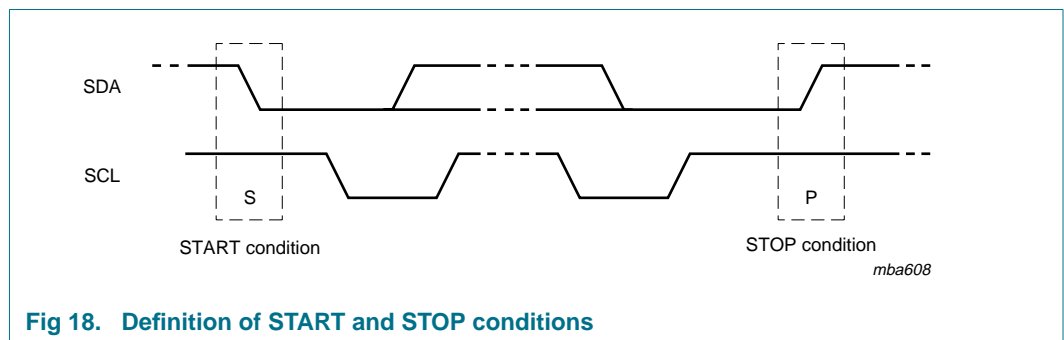 SDA
SCL
S
P
START condition
STOP condition
mba608
Fig 18. Definition of START and STOP conditions